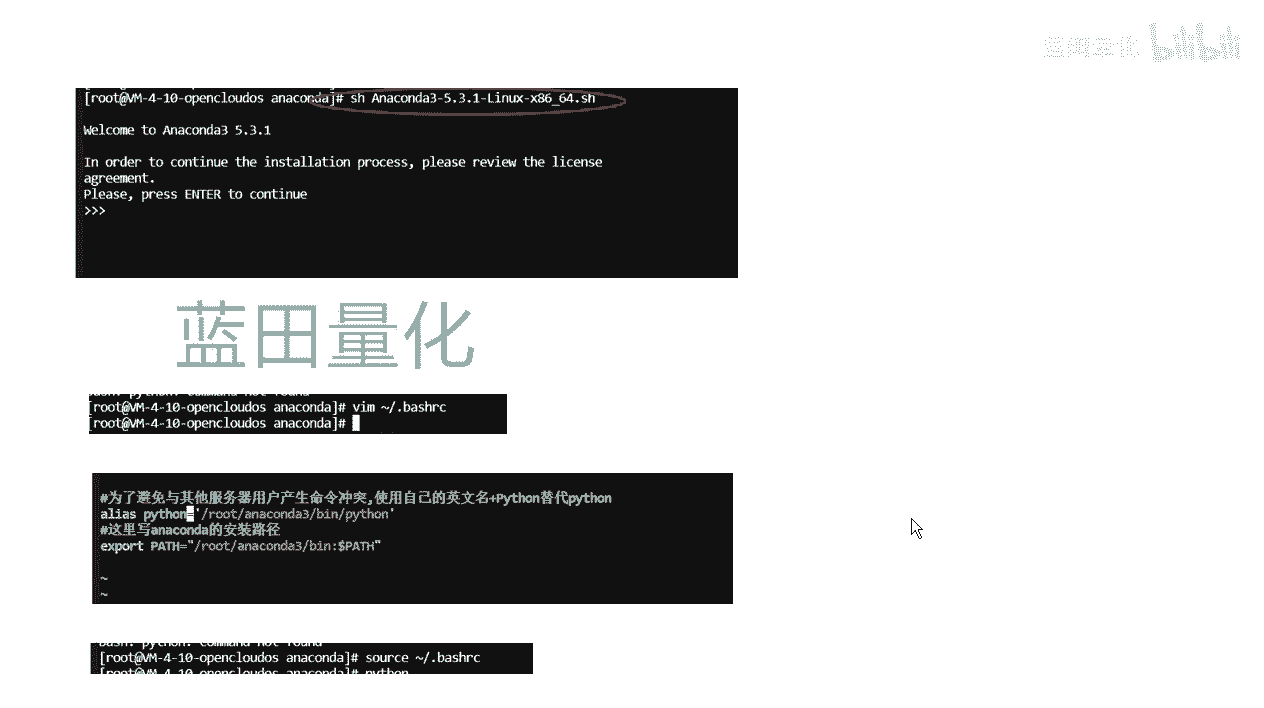 bilibili
[root@VM-4-10-opencloudos anaconda]# sh Anaconda3-5.3.1-Linux-x86_64.sh
Welcome to Anaconda3 5.3.1
In order to continue the installation process, please review the license
agreement.
Please, press ENTER to continue
>>>
蓝田量化
bash: python: command not found
[root@VM-4-10-opencloudos anaconda]# vim ~/.bashrc
[root@VM-4-10-opencloudos anaconda]#
#为了避免与其他服务器用户产生命令冲突,使用自己的英文名+Python替代python
alias python='/root/anaconda3/bin/python'
#这里写anaconda的安装路径
export PATH="/root/anaconda3/bin:$PATH"
~
~
bash: python: command not found
[root@VM-4-10-opencloudos anaconda]# source ~/.bashrc
[root@VM-4-10-opencloudos anaconda]# python